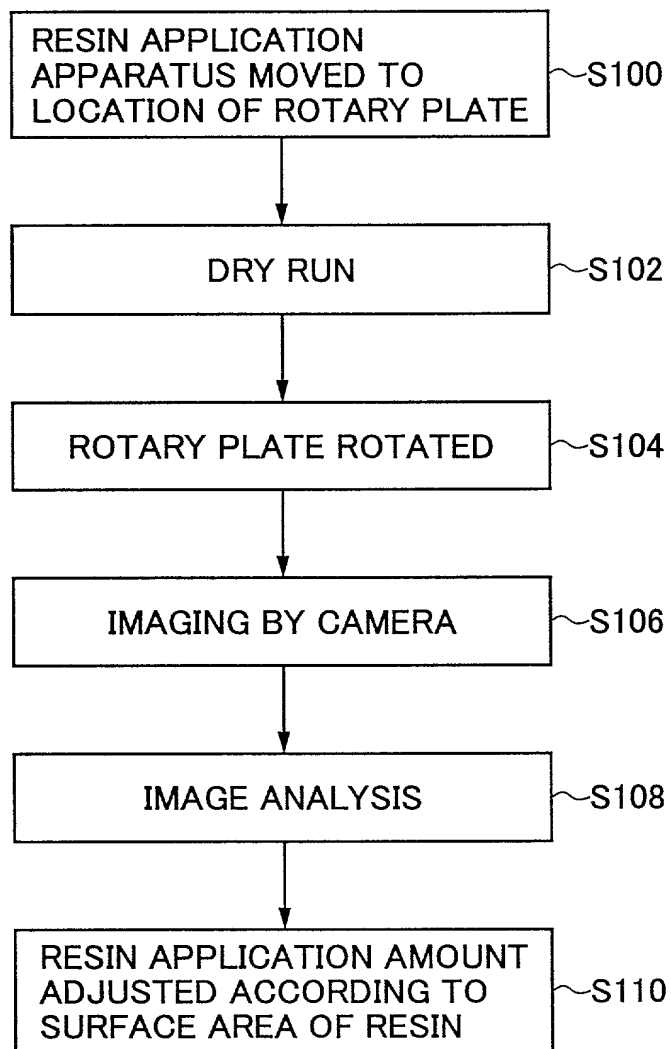 RESIN APPLICATION
APPARATUS MOVED TO
LOCATION OF ROTARY PLATE
S100
DRY RUN
S102
ROTARY PLATE ROTATED
S104
IMAGING BY CAMERA
S106
IMAGE ANALYSIS
S108
RESIN APPLICATION AMOUNT
ADJUSTED ACCORDING TO
SURFACE AREA OF RESIN
S110